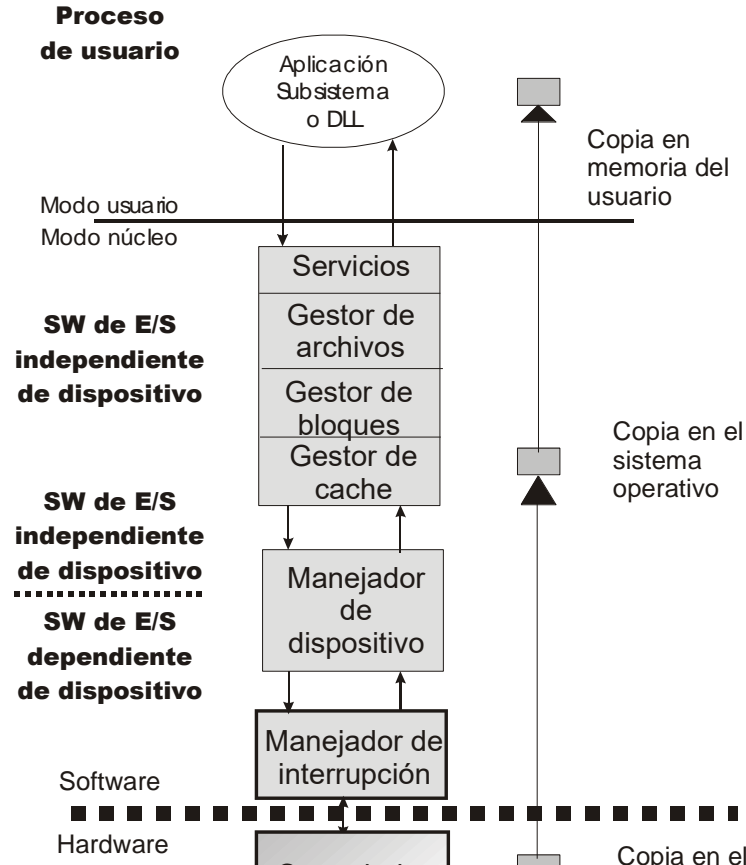 Proceso
de usuario
Aplicación
Subsistema
o DLL
Copia en
memoria del
usuario
Modo usuario
Modo núcleo
Servicios
SW de E/S
independiente
de dispositivo
Gestor de
archivos
Gestor de
bloques
Gestor de
cache
Copia en el
sistema
operativo
SW de E/S
independiente
de dispositivo
Manejador
de
dispositivo
SW de E/S
dependiente
de dispositivo
Manejador de
interrupción
Software
Hardware
Copia en el